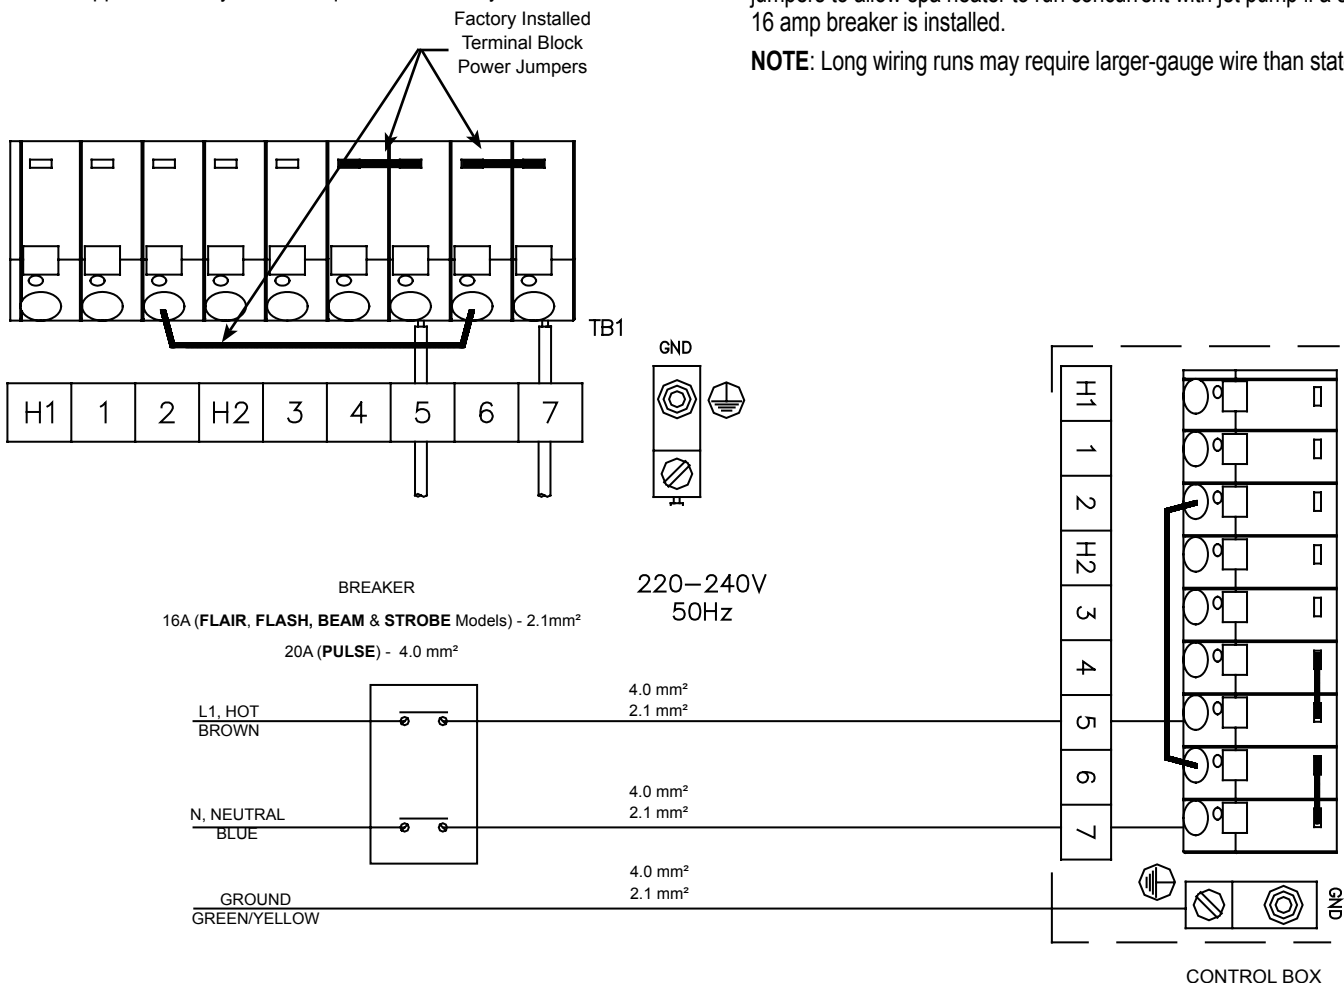 Factory Installed
Terminal Block
Power Jumpers
16 amp breaker is installed.
NOTE: Long wiring runs may require larger-gauge wire than stat
TB1
H1 1 2 H2 3 4 5 6 7
GND
BREAKER
16A (FLAIR, FLASH, BEAM & STROBE Models) - 2.1mm²
20A (PULSE) - 4.0 mm²
220–240V
50Hz
L1, HOT
BROWN
4.0 mm²
2.1 mm²
N, NEUTRAL
BLUE
4.0 mm²
2.1 mm²
GROUND
GREEN/YELLOW
4.0 mm²
2.1 mm²
H1
1
2
H2
3
4
5
6
7
GND
CONTROL BOX